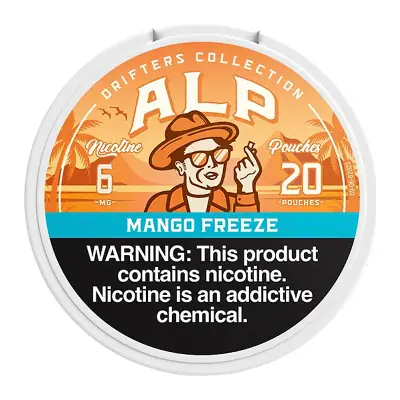 DRIFTERS COLLECTION
ALP
Nicotine
6
-MG-
Pouches
20
-POUCHES-
MANGO FREEZE
WARNING: This product
contains nicotine.
Nicotine is an addictive
chemical.